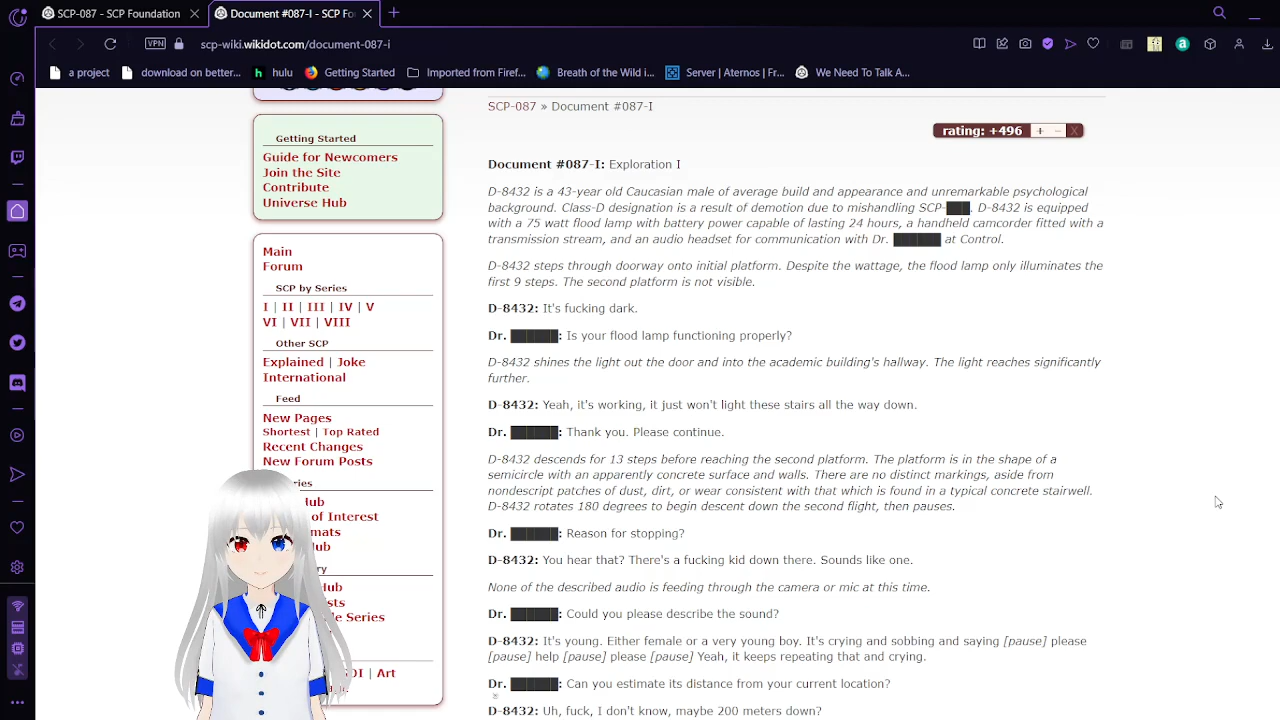 SCP-087 - SCP Foundation
Document #087-I - SCP Fo
VPN
scp-wiki.wikidot.com/document-087-i
a project
download on better...
hulu
Getting Started
Imported from Firef...
Breath of the Wild i...
Server | Aternos | Fr...
We Need To Talk A...
SCP-087 » Document #087-I
rating: +496 + – X
Getting Started
Guide for Newcomers
Join the Site
Contribute
Universe Hub
Main
Forum
SCP by Series
I | II | III | IV | V
VI | VII | VIII
Other SCP
Explained | Joke
International
Feed
New Pages
Shortest | Top Rated
Recent Changes
New Forum Posts
Hub
of Interest
Art
Document #087-I: Exploration I
D-8432 is a 43-year old Caucasian male of average build and appearance and unremarkable psychological
background. Class-D designation is a result of demotion due to mishandling SCP-███. D-8432 is equipped
with a 75 watt flood lamp with battery power capable of lasting 24 hours, a handheld camcorder fitted with a
transmission stream, and an audio headset for communication with Dr. ██████ at Control.
D-8432 steps through doorway onto initial platform. Despite the wattage, the flood lamp only illuminates the
first 9 steps. The second platform is not visible.
D-8432: It's fucking dark.
Dr. ██████: Is your flood lamp functioning properly?
D-8432 shines the light out the door and into the academic building's hallway. The light reaches significantly
further.
D-8432: Yeah, it's working, it just won't light these stairs all the way down.
Dr. ██████: Thank you. Please continue.
D-8432 descends for 13 steps before reaching the second platform. The platform is in the shape of a
semicircle with an apparently concrete surface and walls. There are no distinct markings, aside from
nondescript patches of dust, dirt, or wear consistent with that which is found in a typical concrete stairwell.
D-8432 rotates 180 degrees to begin descent down the second flight, then pauses.
Dr. ██████: Reason for stopping?
D-8432: You hear that? There's a fucking kid down there. Sounds like one.
None of the described audio is feeding through the camera or mic at this time.
Dr. ██████: Could you please describe the sound?
D-8432: It's young. Either female or a very young boy. It's crying and sobbing and saying [pause] please
[pause] help [pause] please [pause] Yeah, it keeps repeating that and crying.
Dr. ██████: Can you estimate its distance from your current location?
D-8432: Uh, fuck, I don't know, maybe 200 meters down?